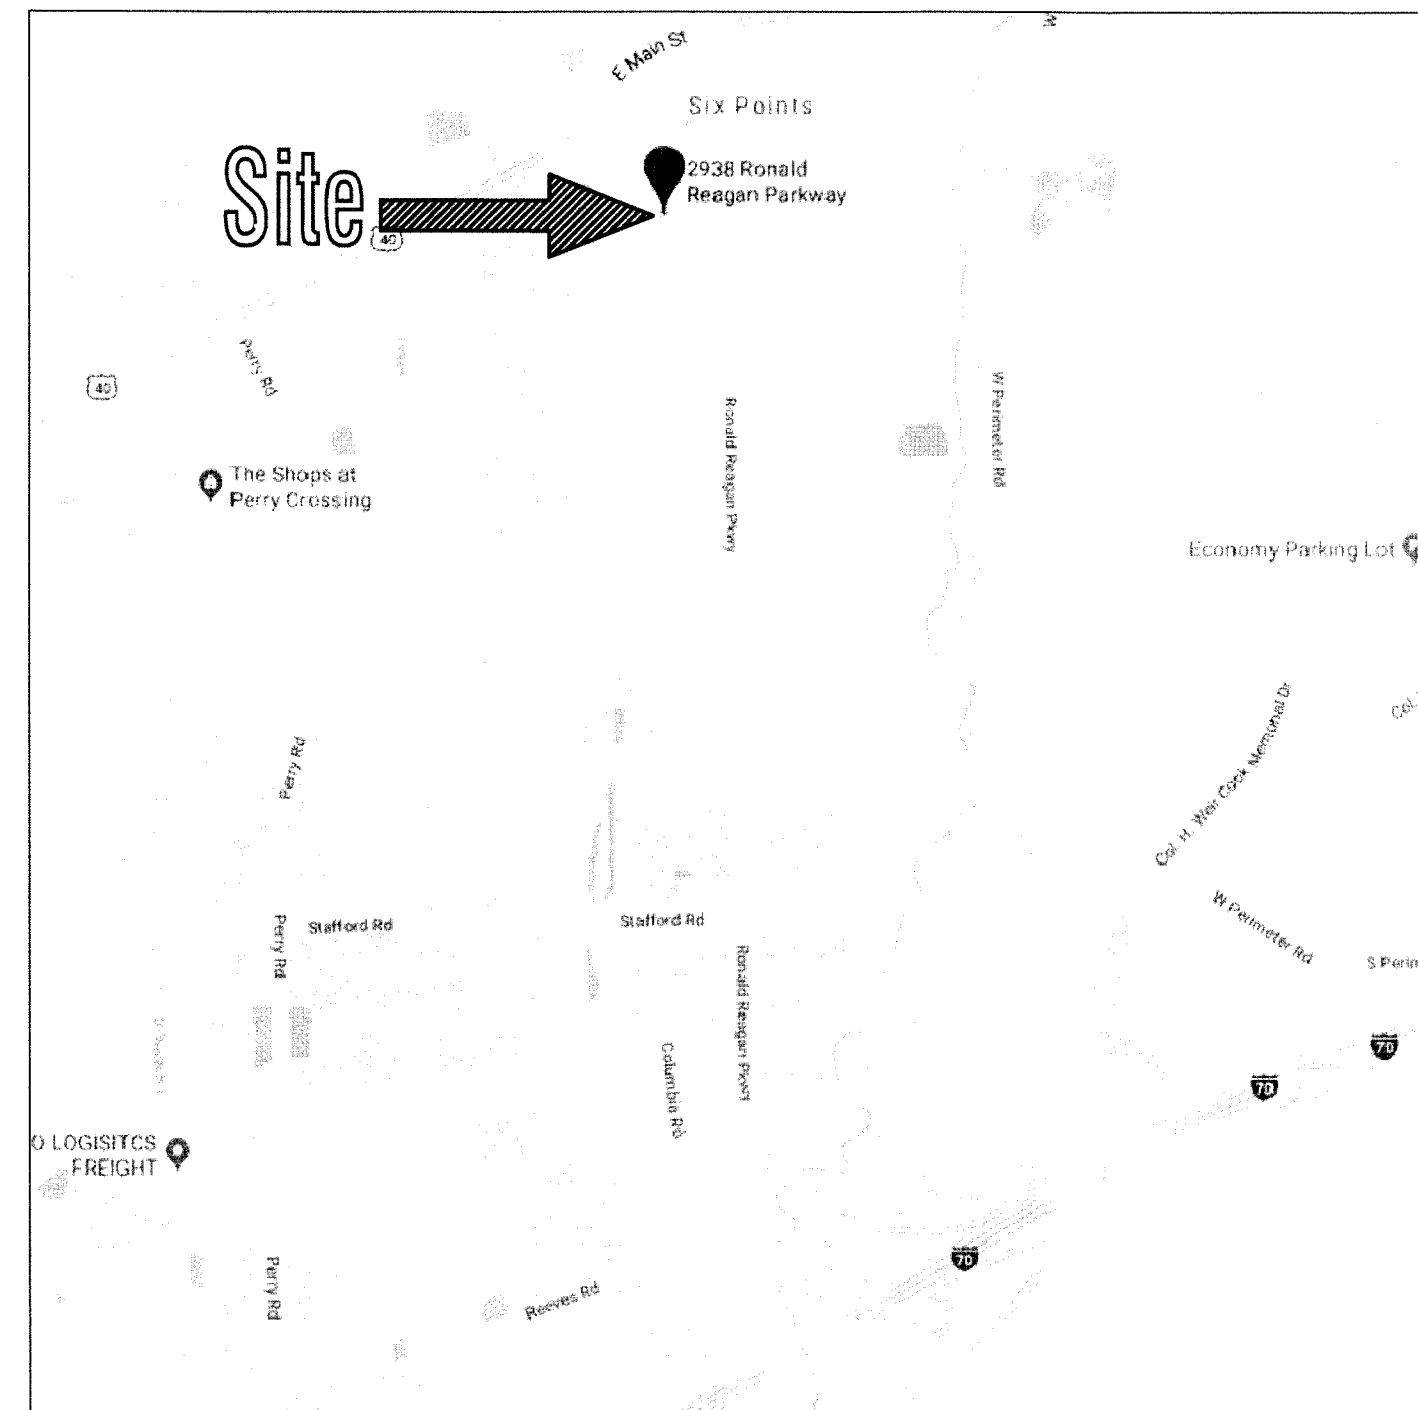 E Main St
Six Points
Site
2938 Ronald
Reagan Parkway
40
Perry Rd
40
Ronald Reagan Pkwy
W Perimeter Rd
The Shops at
Perry Crossing
Economy Parking Lot
Col. H. Weir Cook Memorial Dr
Col.
Perry Rd
Stafford Rd
Stafford Rd
Perry Rd
W Perimeter Rd
S Perim
Ronald Reagan Pkwy
Columbia Rd
70
70
O LOGISITCS
FREIGHT
70
Perry Rd
Reeves Rd